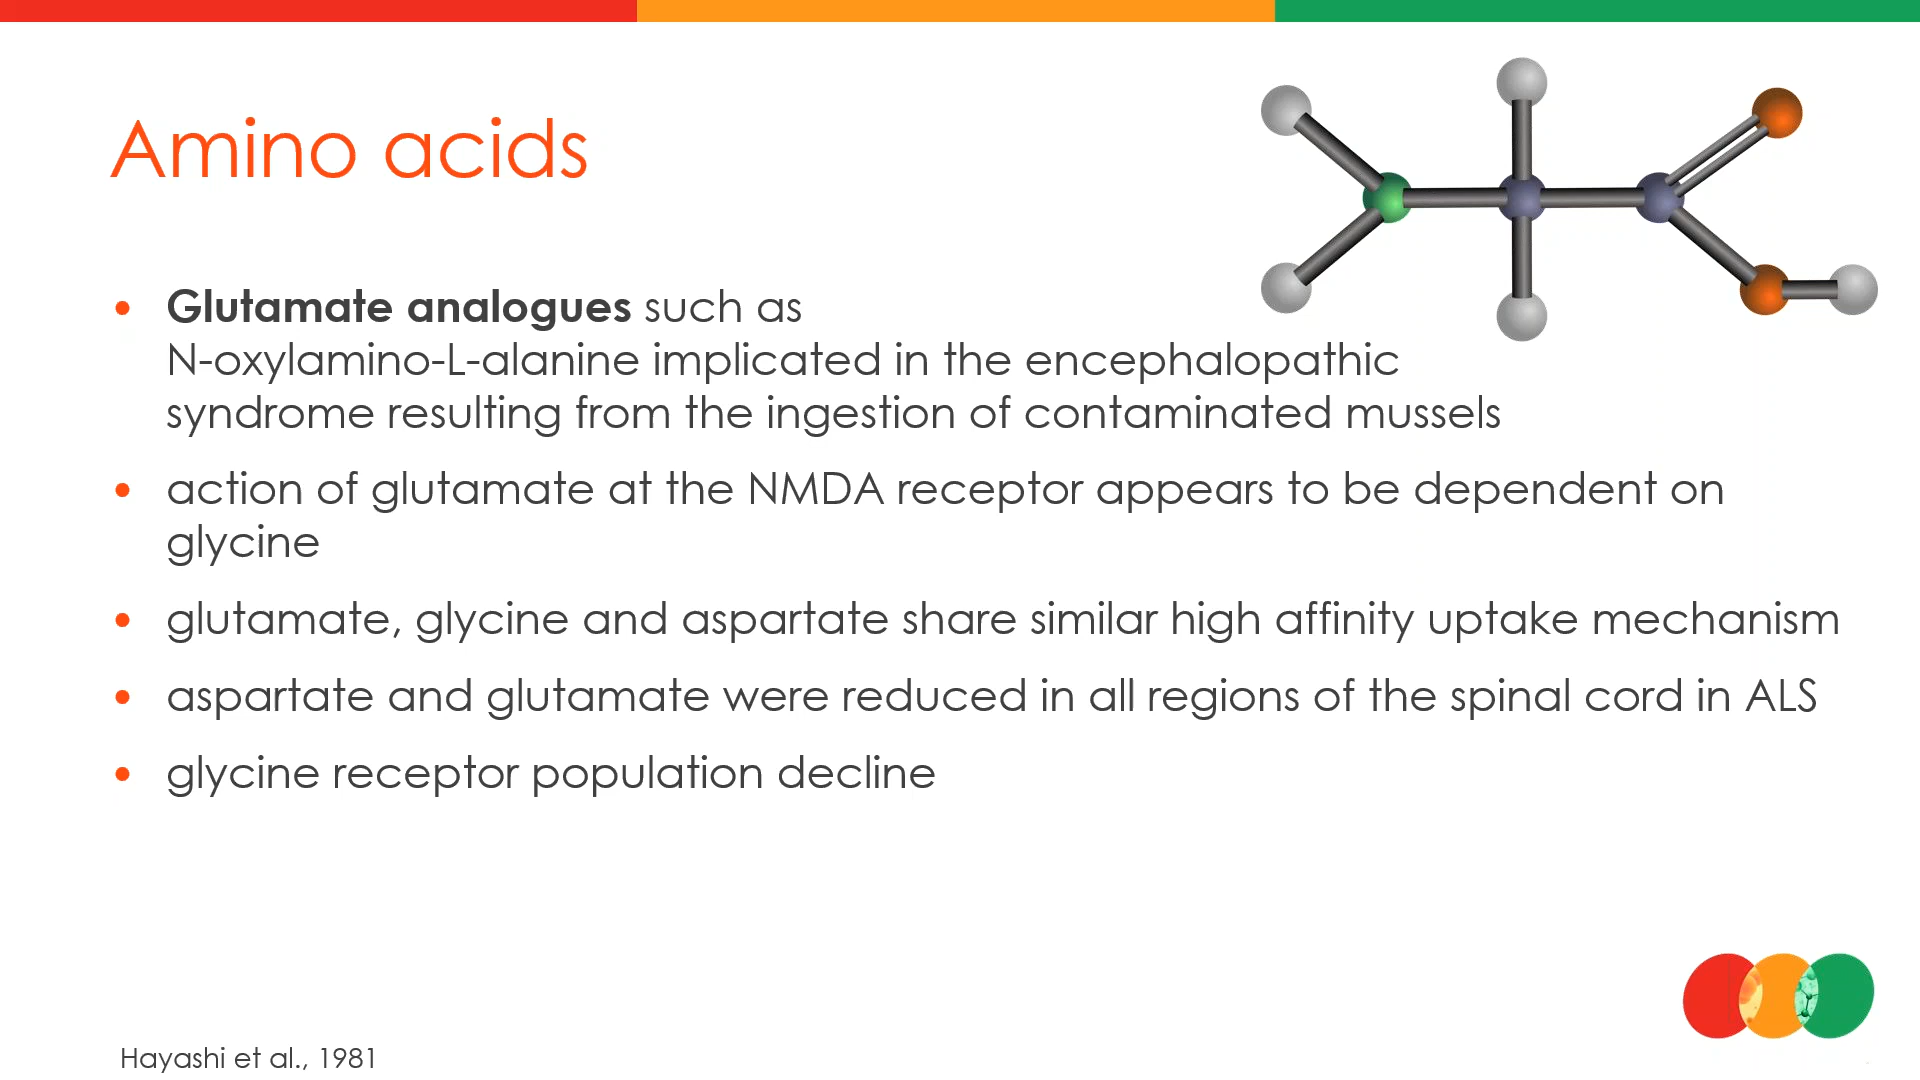 Amino acids
• Glutamate analogues such as
N-oxylamino-L-alanine implicated in the encephalopathic
syndrome resulting from the ingestion of contaminated mussels
• action of glutamate at the NMDA receptor appears to be dependent on
glycine
• glutamate, glycine and aspartate share similar high affinity uptake mechanism
• aspartate and glutamate were reduced in all regions of the spinal cord in ALS
• glycine receptor population decline
Hayashi et al., 1981